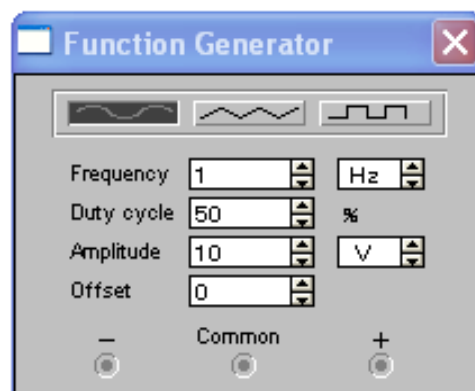 Function Generator
Frequency 1 Hz
Duty cycle 50 %
Amplitude 10 V
Offset 0
− Common +